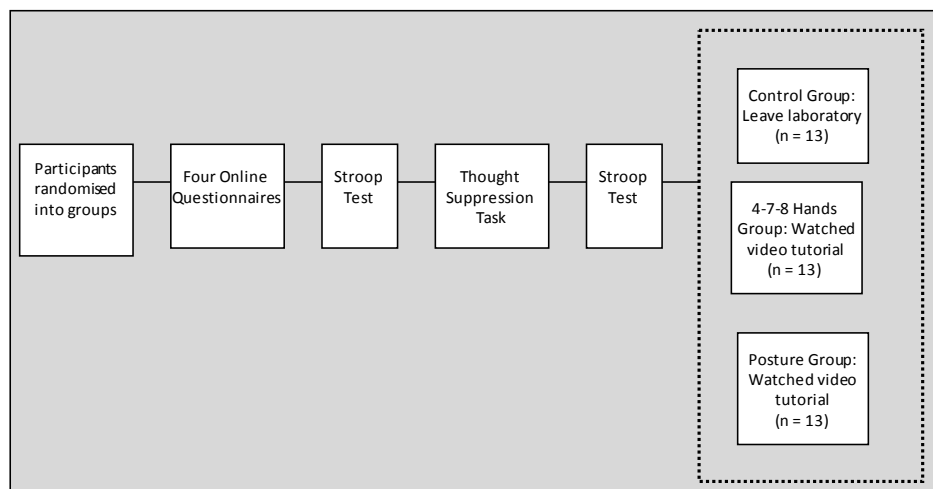 Participants
randomised
into groups
Four Online
Questionnaires
Stroop
Test
Thought
Suppression
Task
Stroop
Test
Control Group:
Leave laboratory
(n = 13)
4-7-8 Hands
Group: Watched
video tutorial
(n = 13)
Posture Group:
Watched video
tutorial
(n = 13)